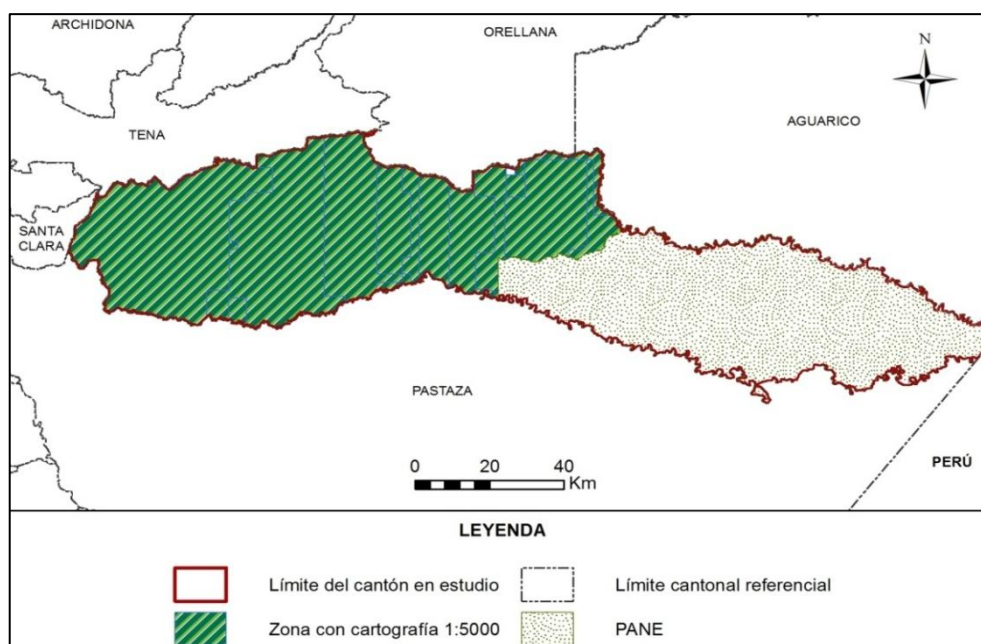 ARCHIDONA
ORELLANA
N
TENA
AGUARICO
SANTA
CLARA
PASTAZA
PERÚ
0 20 40
Km
LEYENDA
Límite del cantón en estudio
Límite cantonal referencial
Zona con cartografía 1:5000
PANE